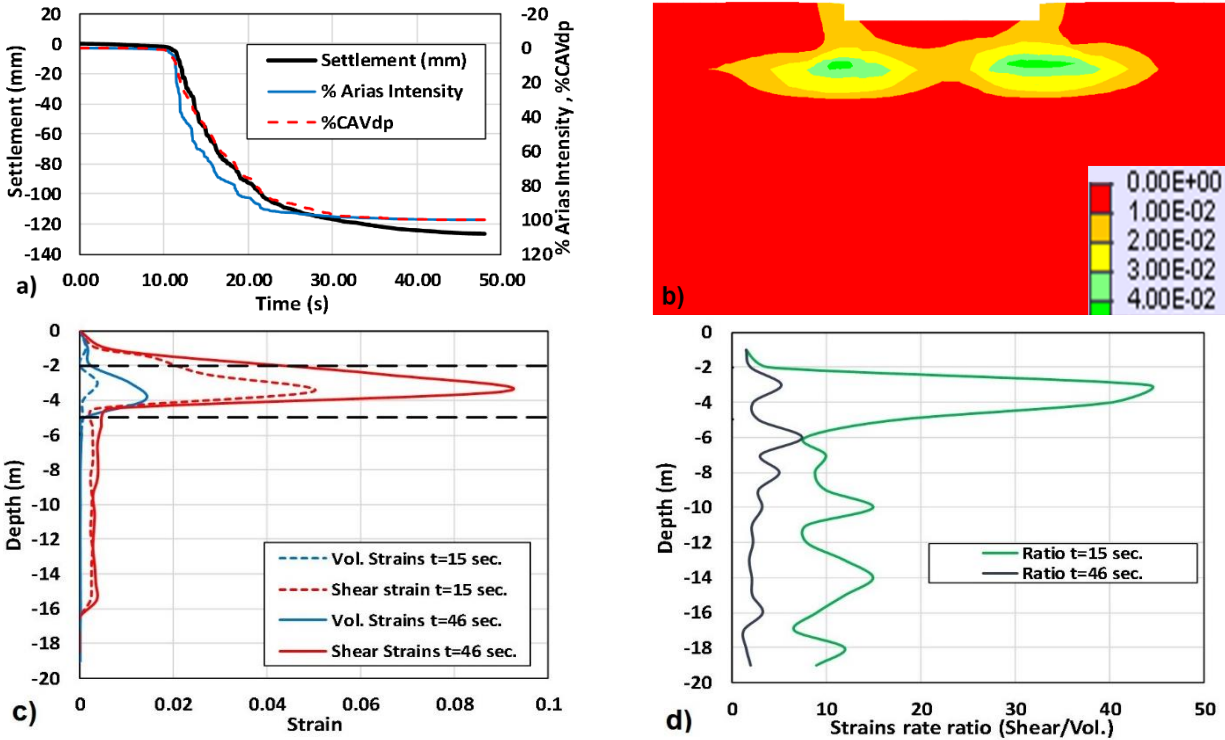 20
0
-20
-40
-60
-80
-100
-120
-140
Settlement (mm)
Settlement (mm)
% Arias Intensity
%CAVdp
-20
0
20
40
60
80
100
120
% Arias Intensity , %CAVdp
0.00 10.00 20.00 30.00 40.00 50.00
Time (s)
a)
0.00E+00
1.00E-02
2.00E-02
3.00E-02
4.00E-02
b)
0
-2
-4
-6
-8
-10
-12
-14
-16
-18
-20
Depth (m)
Vol. Strains t=15 sec.
Shear strain t=15 sec.
Vol. Strains t=46 sec.
Shear Strains t=46 sec.
0 0.02 0.04 0.06 0.08 0.1
Strain
c)
0
-2
-4
-6
-8
-10
-12
-14
-16
-18
-20
Depth (m)
Ratio t=15 sec.
Ratio t=46 sec.
0 10 20 30 40 50
Strains rate ratio (Shear/Vol.)
d)